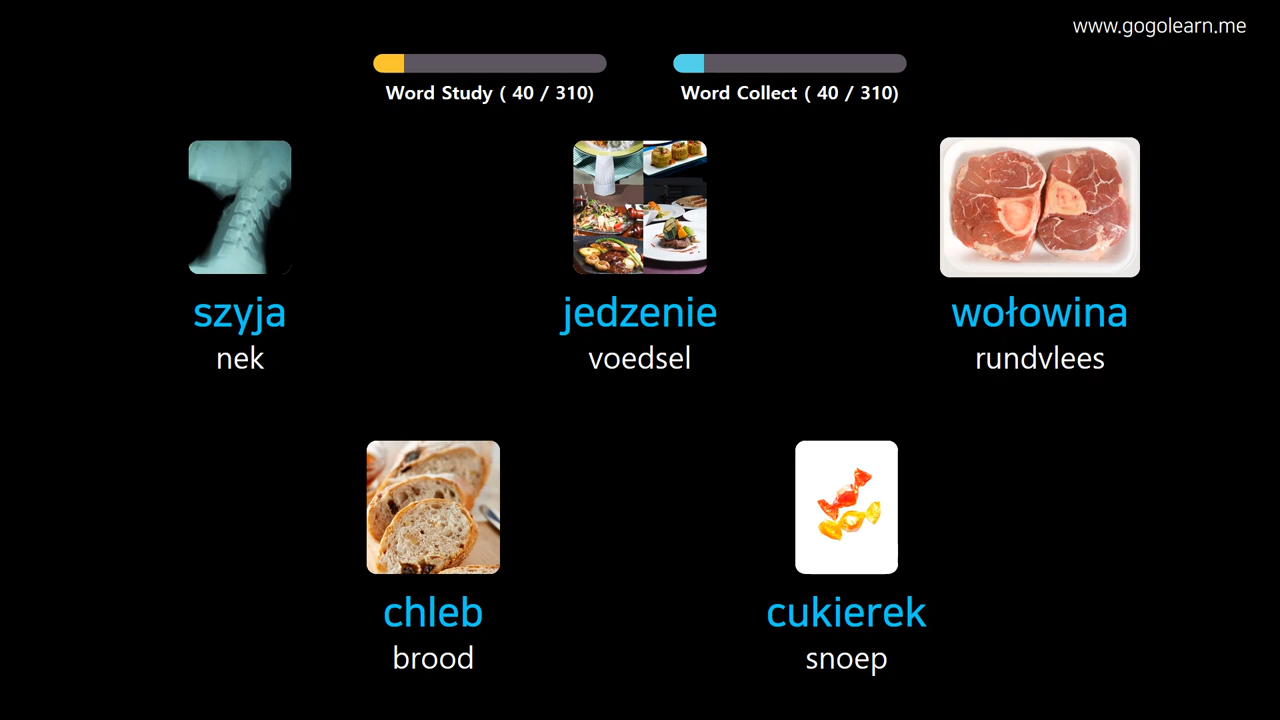 www.gogolearn.me
Word Study ( 40 / 310)
Word Collect ( 40 / 310)
szyja
nek
jedzenie
voedsel
wołowina
rundvlees
chleb
brood
cukierek
snoep